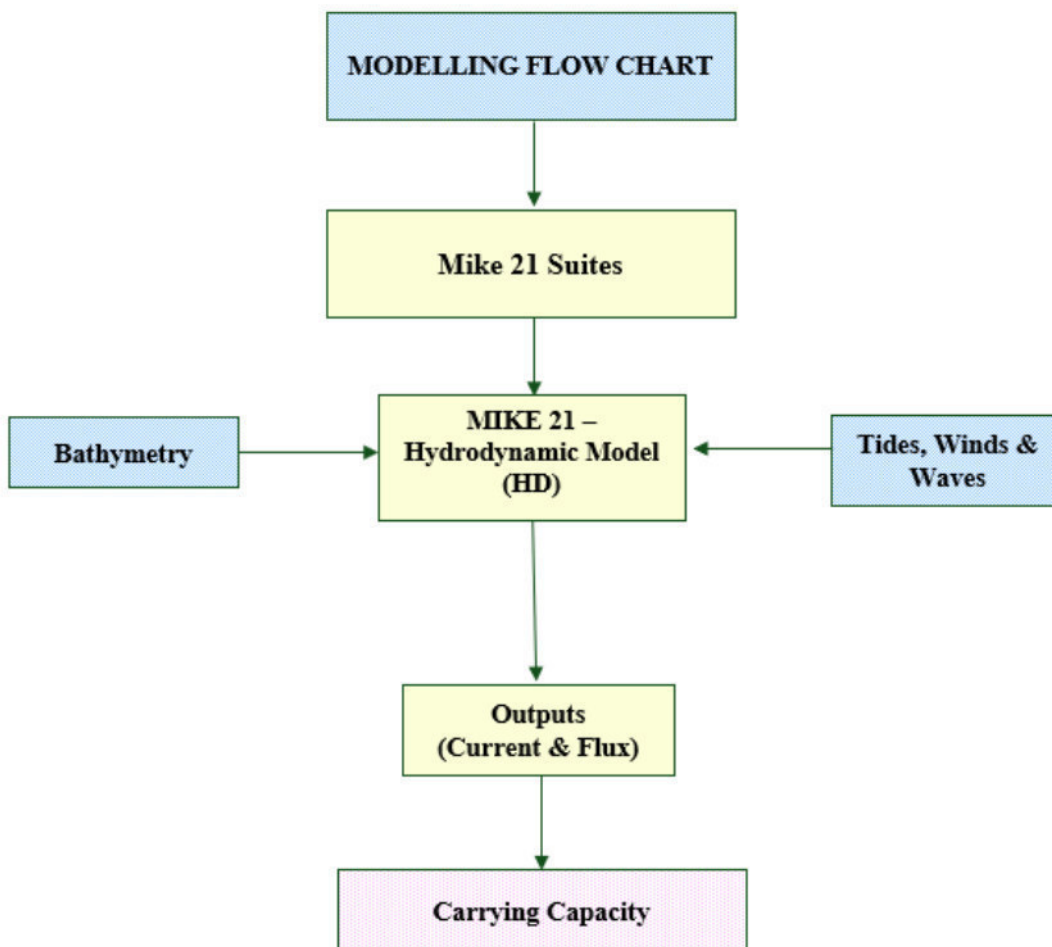 MODELLING FLOW CHART
Mike 21 Suites
MIKE 21 –
Hydrodynamic Model
(HD)
Bathymetry
Tides, Winds &
Waves
Outputs
(Current & Flux)
Carrying Capacity